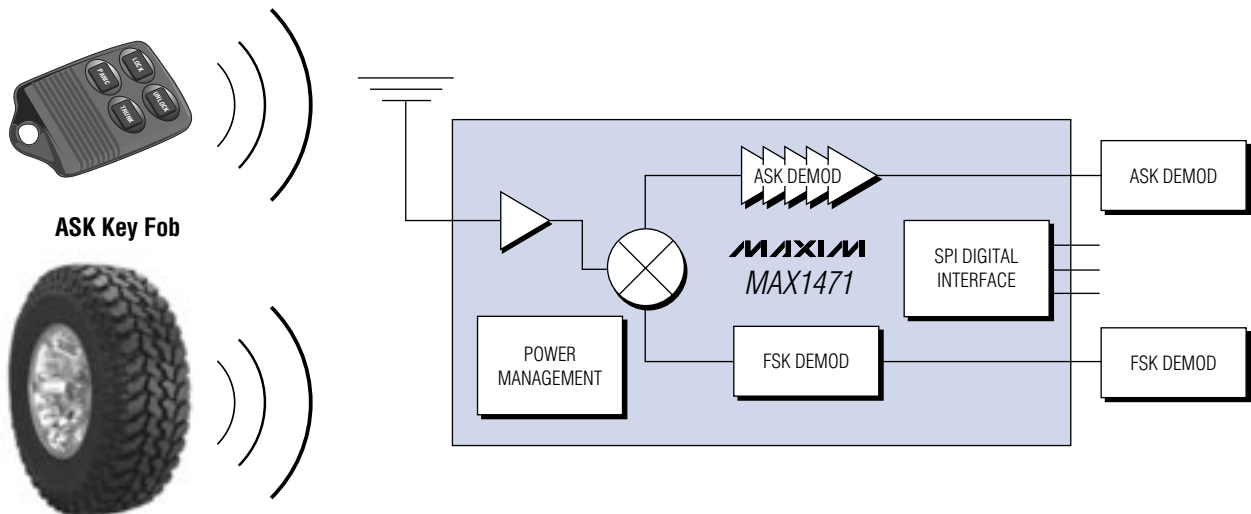 PANIC
LOCK
TRUNK
UNLOCK
ASK Key Fob
ASK DEMOD
ASK DEMOD
MAXIM
MAX1471
SPI DIGITAL
INTERFACE
POWER
MANAGEMENT
FSK DEMOD
FSK DEMOD